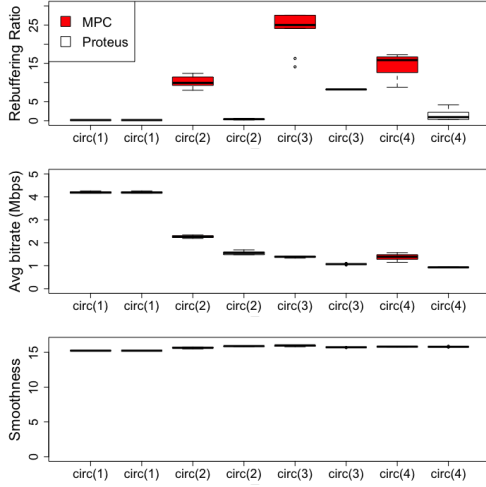 Rebuffering Ratio
25
15
5
0
MPC
Proteus
circ(1) circ(1) circ(2) circ(2) circ(3) circ(3) circ(4) circ(4)
Avg bitrate (Mbps)
5
4
3
2
1
0
circ(1) circ(1) circ(2) circ(2) circ(3) circ(3) circ(4) circ(4)
Smoothness
15
10
5
0
circ(1) circ(1) circ(2) circ(2) circ(3) circ(3) circ(4) circ(4)